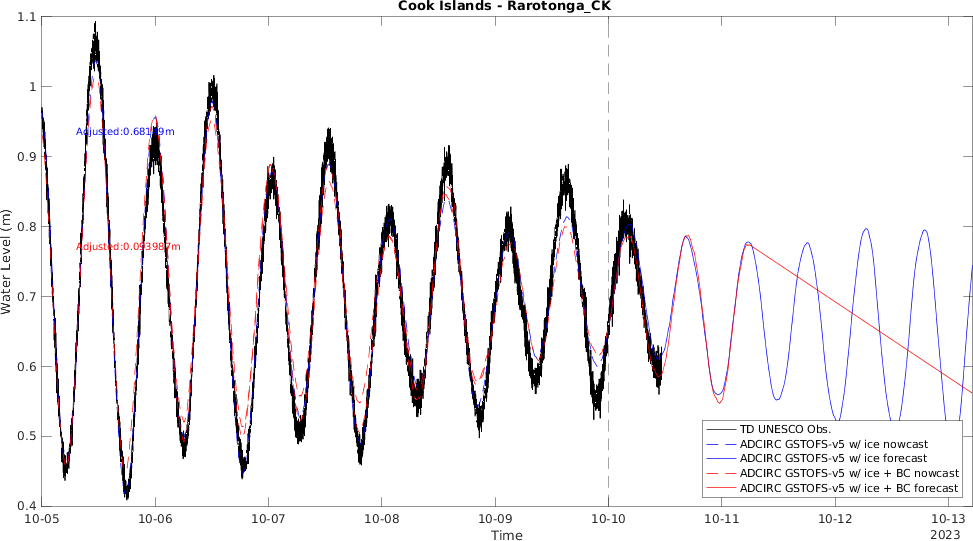 Cook Islands - Rarotonga_CK
1.1
1
0.9
0.8
0.7
0.6
0.5
0.4
Water Level (m)
Adjusted:0.093987m
10-05
10-06
10-07
10-08
10-09
10-10
10-11
10-12
10-13
Time
2023
TD UNESCO Obs.
ADCIRC GSTOFS-v5 w/ ice nowcast
ADCIRC GSTOFS-v5 w/ ice forecast
ADCIRC GSTOFS-v5 w/ ice + BC nowcast
ADCIRC GSTOFS-v5 w/ ice + BC forecast